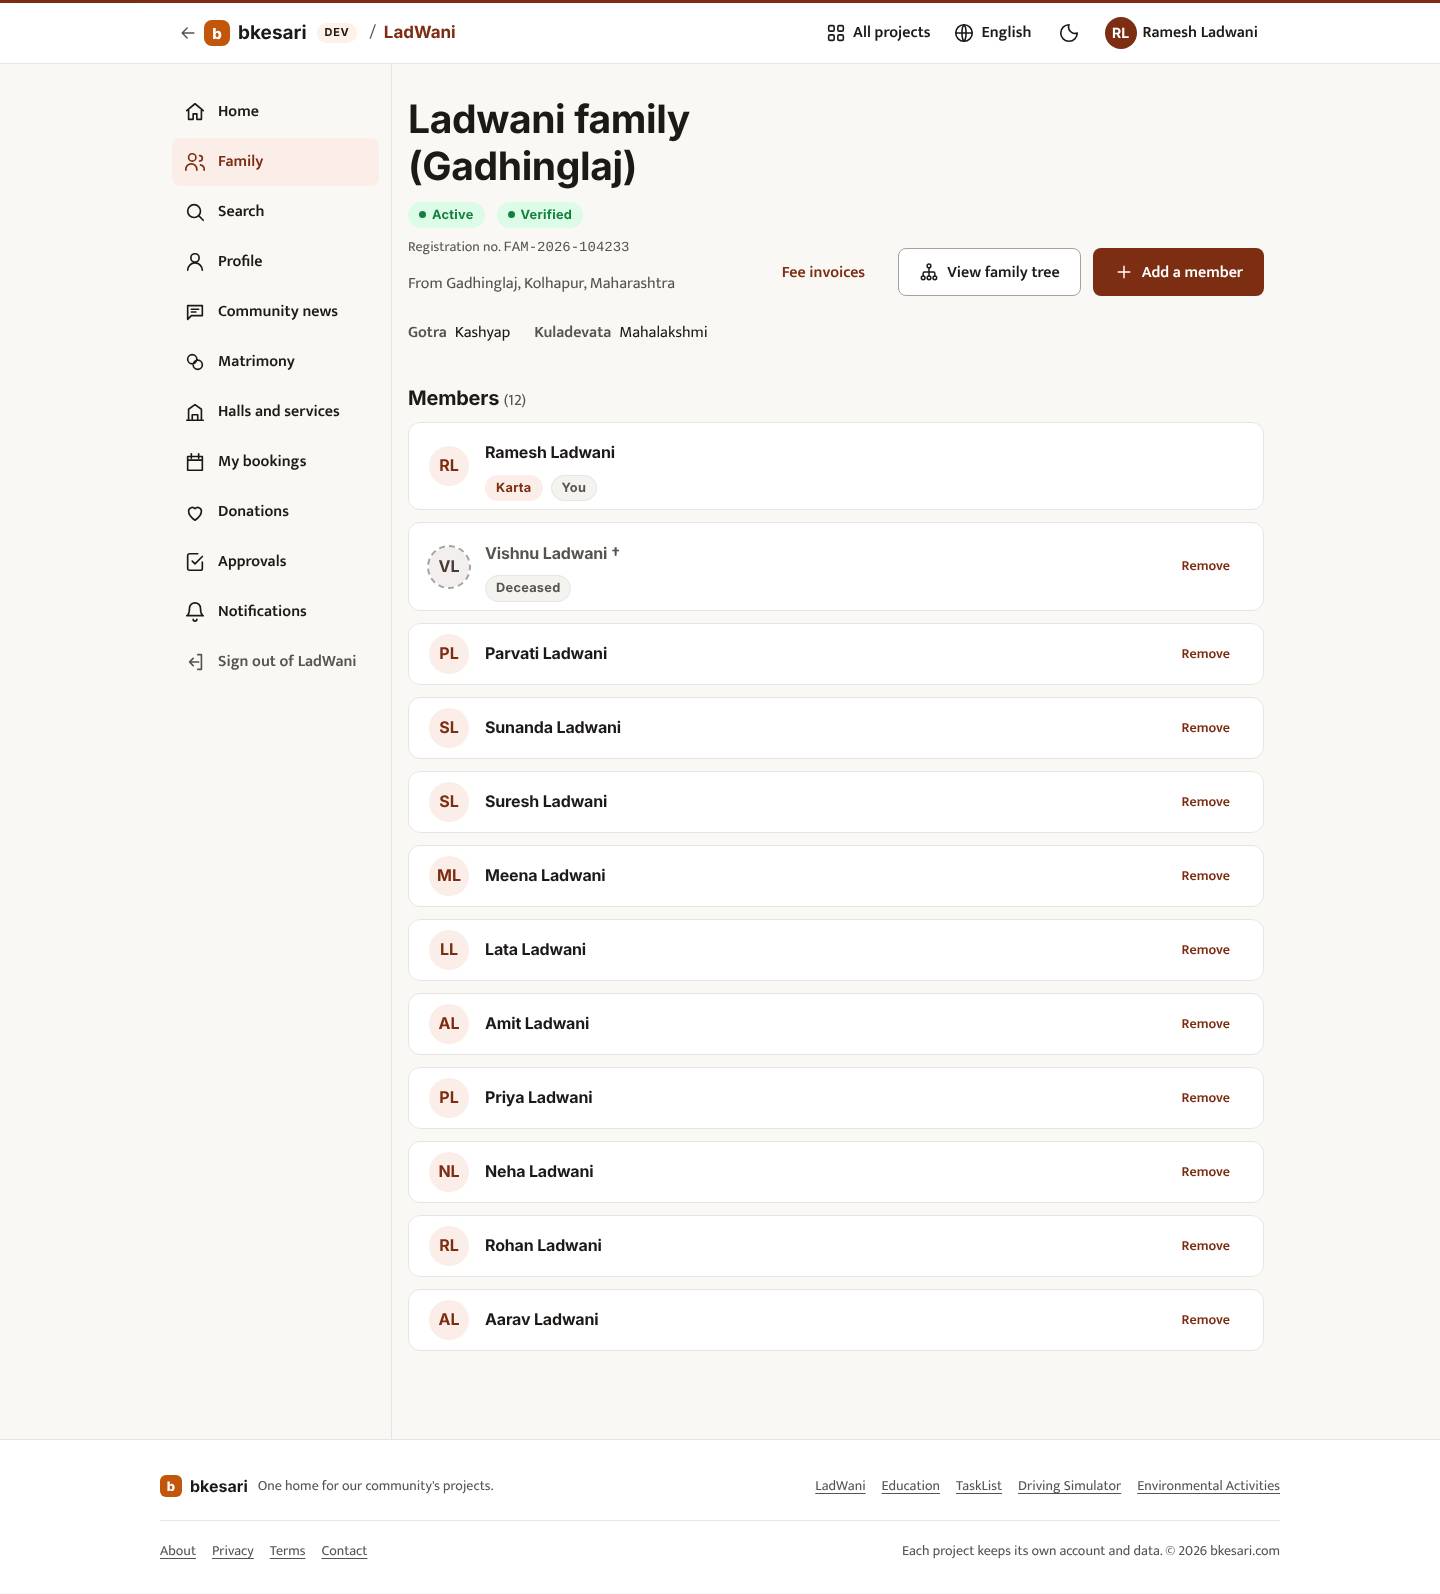 b bkesari DEV / LadWani
All projects
English
RL Ramesh Ladwani
Home
Family
Search
Profile
Community news
Matrimony
Halls and services
My bookings
Donations
Approvals
Notifications
Sign out of LadWani
Ladwani family
(Gadhinglaj)
Active Verified
Registration no. FAM-2026-104233
From Gadhinglaj, Kolhapur, Maharashtra
Fee invoices
View family tree
Add a member
Gotra Kashyap Kuladevata Mahalakshmi
Members (12)
RL Ramesh Ladwani
Karta You
VL Vishnu Ladwani †
Deceased
Remove
PL Parvati Ladwani Remove
SL Sunanda Ladwani Remove
SL Suresh Ladwani Remove
ML Meena Ladwani Remove
LL Lata Ladwani Remove
AL Amit Ladwani Remove
PL Priya Ladwani Remove
NL Neha Ladwani Remove
RL Rohan Ladwani Remove
AL Aarav Ladwani Remove
b bkesari One home for our community's projects.
LadWani Education TaskList Driving Simulator Environmental Activities
About Privacy Terms Contact
Each project keeps its own account and data. © 2026 bkesari.com